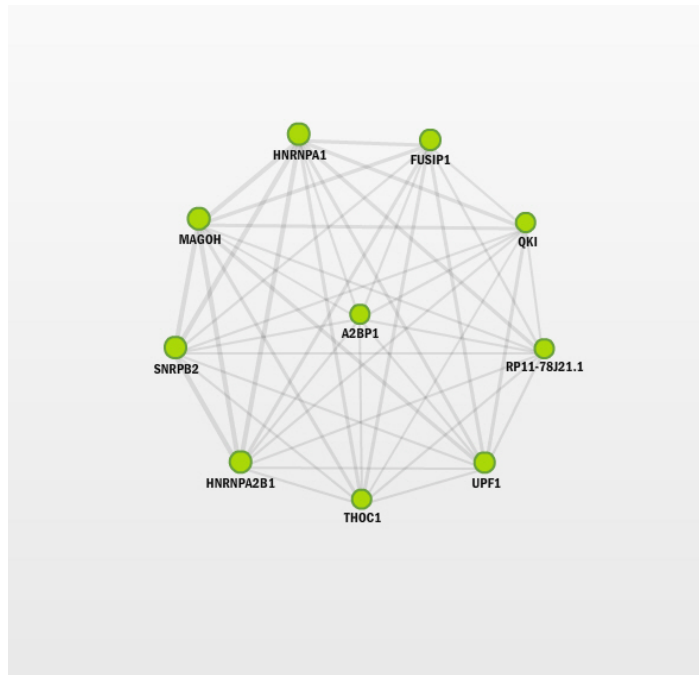 HNRNPA1
FUSIP1
MAGOH
QKI
A2BP1
SNRPB2
RP11-78J21.1
HNRNPA2B1
UPF1
THOC1